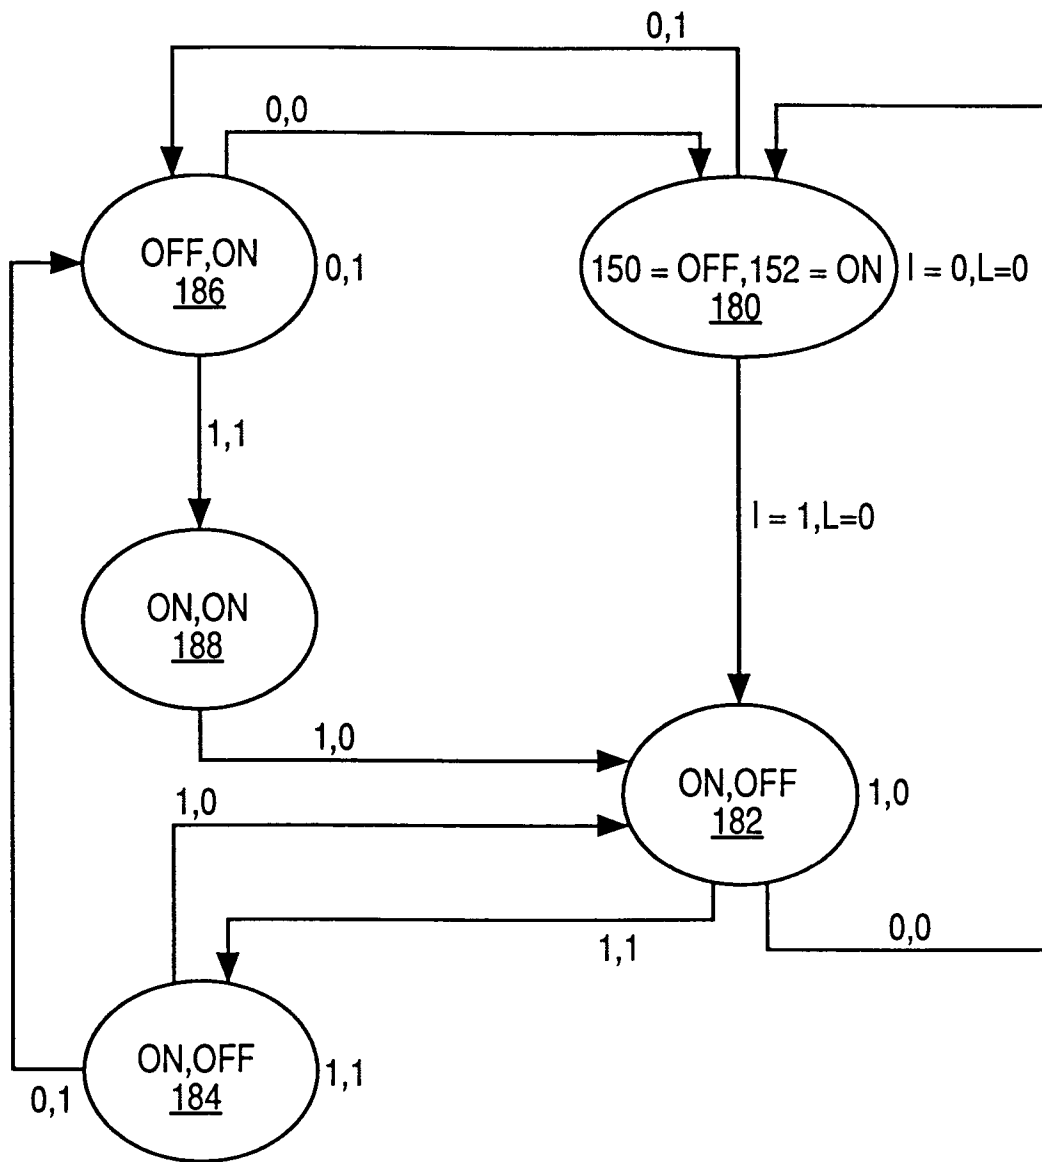 0,1
0,0
OFF,ON
186
0,1
150 = OFF,152 = ON
180
I = 0,L=0
1,1
I = 1,L=0
ON,ON
188
1,0
ON,OFF
182
1,0
1,0
1,1
0,0
ON,OFF
184
1,1
0,1